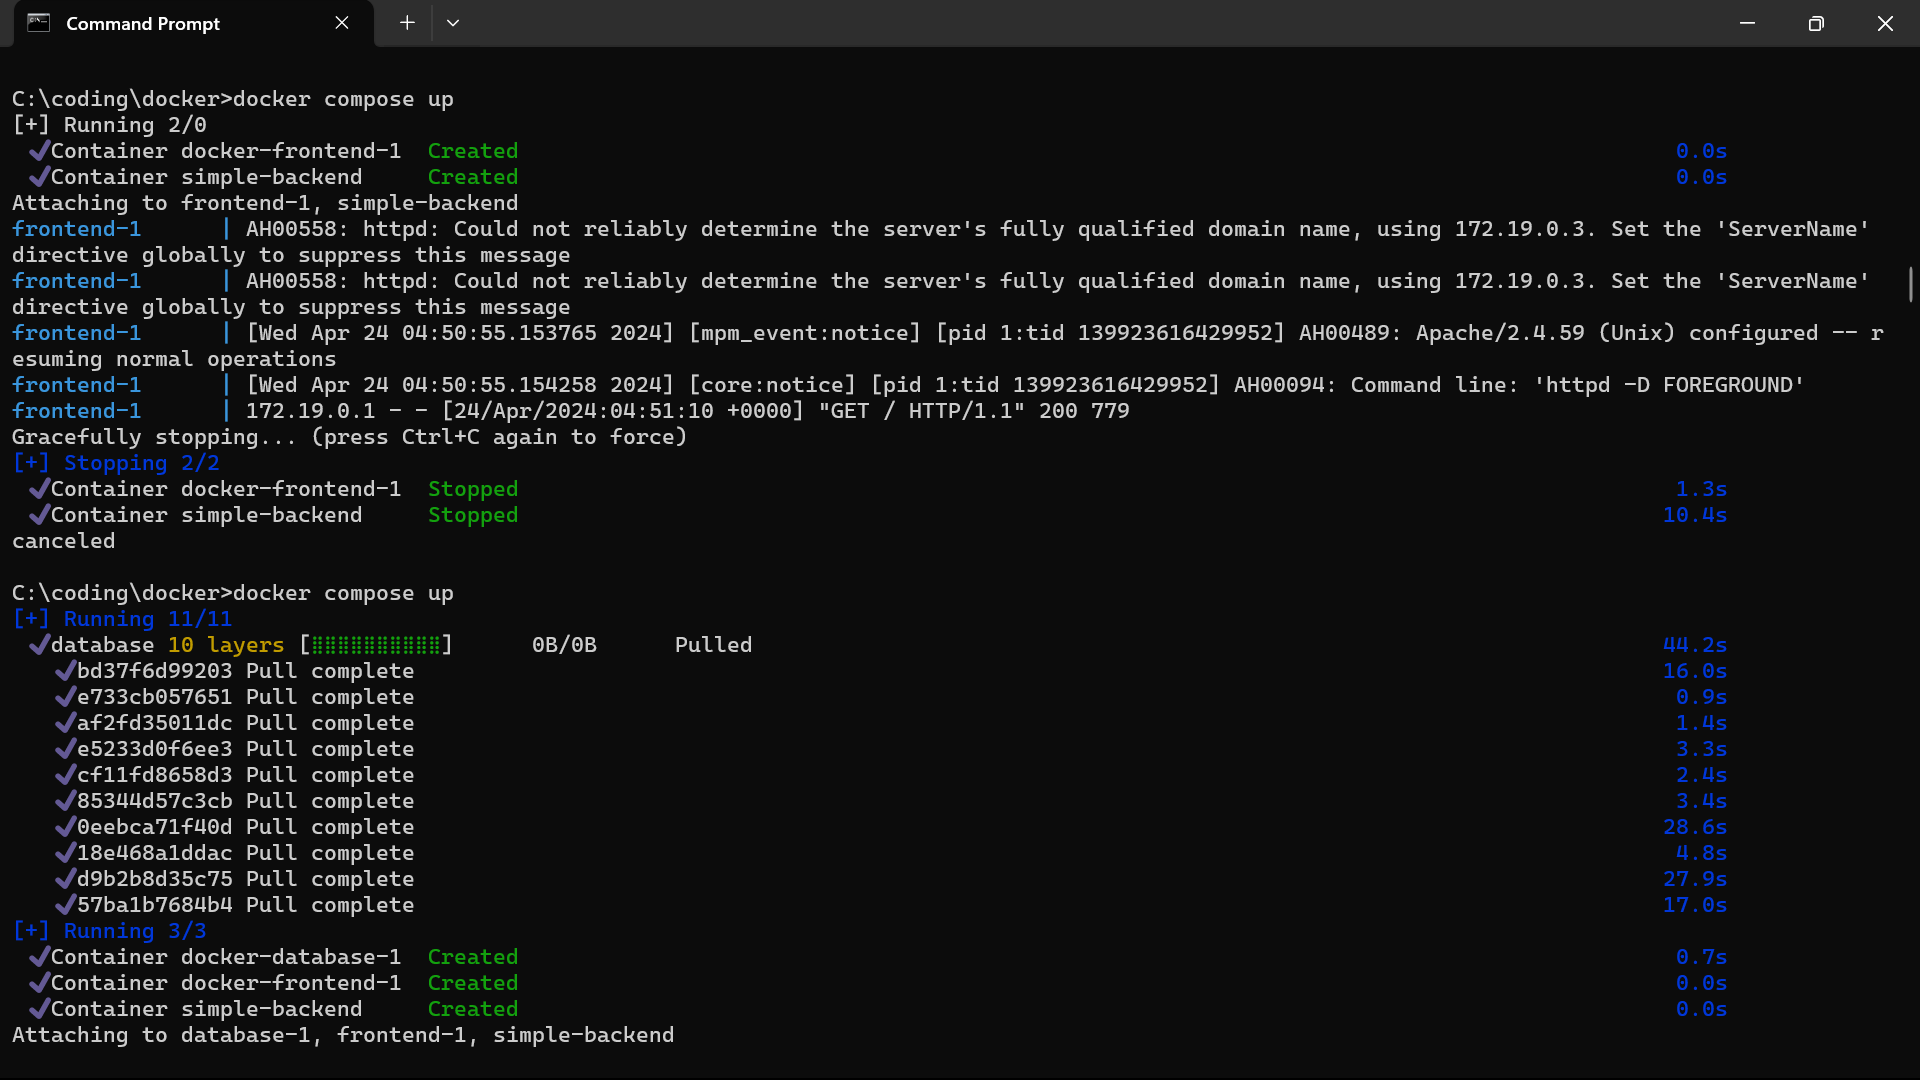 Command Prompt
C:\coding\docker>docker compose up
[+] Running 2/0
✔Container docker-frontend-1  Created  0.0s
✔Container simple-backend     Created  0.0s
Attaching to frontend-1, simple-backend
frontend-1      | AH00558: httpd: Could not reliably determine the server's fully qualified domain name, using 172.19.0.3. Set the 'ServerName'
directive globally to suppress this message
frontend-1      | AH00558: httpd: Could not reliably determine the server's fully qualified domain name, using 172.19.0.3. Set the 'ServerName'
directive globally to suppress this message
frontend-1      | [Wed Apr 24 04:50:55.153765 2024] [mpm_event:notice] [pid 1:tid 139923616429952] AH00489: Apache/2.4.59 (Unix) configured -- r
esuming normal operations
frontend-1      | [Wed Apr 24 04:50:55.154258 2024] [core:notice] [pid 1:tid 139923616429952] AH00094: Command line: 'httpd -D FOREGROUND'
frontend-1      | 172.19.0.1 - - [24/Apr/2024:04:51:10 +0000] "GET / HTTP/1.1" 200 779
Gracefully stopping... (press Ctrl+C again to force)
[+] Stopping 2/2
✔Container docker-frontend-1  Stopped  1.3s
✔Container simple-backend     Stopped  10.4s
canceled
C:\coding\docker>docker compose up
[+] Running 11/11
✔database 10 layers [⣿⣿⣿⣿⣿⣿⣿⣿⣿⣿]      0B/0B      Pulled  44.2s
✔bd37f6d99203 Pull complete  16.0s
✔e733cb057651 Pull complete  0.9s
✔af2fd35011dc Pull complete  1.4s
✔e5233d0f6ee3 Pull complete  3.3s
✔cf11fd8658d3 Pull complete  2.4s
✔85344d57c3cb Pull complete  3.4s
✔0eebca71f40d Pull complete  28.6s
✔18e468a1ddac Pull complete  4.8s
✔d9b2b8d35c75 Pull complete  27.9s
✔57ba1b7684b4 Pull complete  17.0s
[+] Running 3/3
✔Container docker-database-1  Created  0.7s
✔Container docker-frontend-1  Created  0.0s
✔Container simple-backend     Created  0.0s
Attaching to database-1, frontend-1, simple-backend